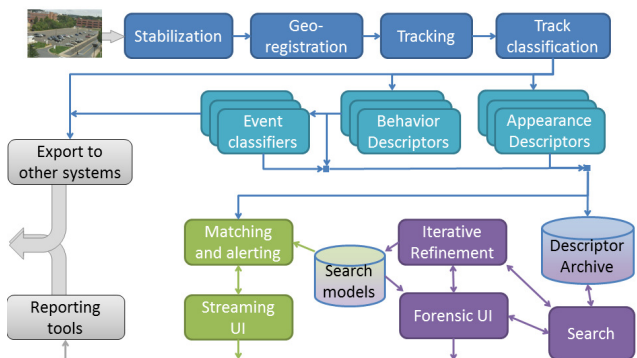 Stabilization
Geo-
registration
Tracking
Track
classification
Event
classifiers
Behavior
Descriptors
Appearance
Descriptors
Export to
other systems
Matching
and alerting
Search
models
Iterative
Refinement
Descriptor
Archive
Reporting
tools
Streaming
UI
Forensic UI
Search